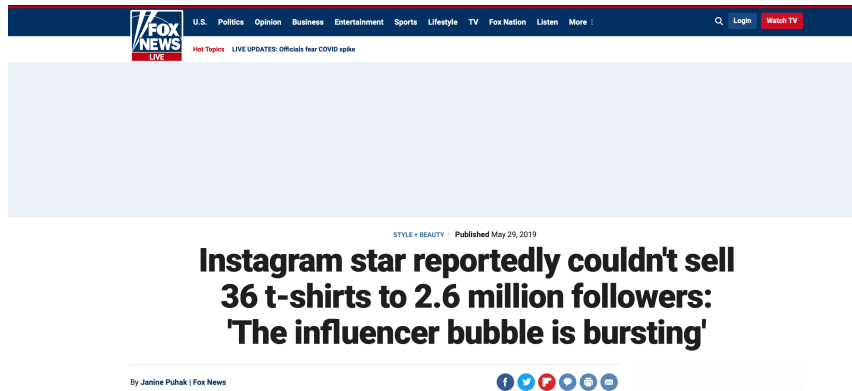 FOX
NEWS
LIVE
U.S. Politics Opinion Business Entertainment Sports Lifestyle TV Fox Nation Listen More
Login
Watch TV
Hot Topics LIVE UPDATES: Officials fear COVID spike
STYLE + BEAUTY · Published May 29, 2019
Instagram star reportedly couldn't sell
36 t-shirts to 2.6 million followers:
'The influencer bubble is bursting'
By Janine Puhak | Fox News